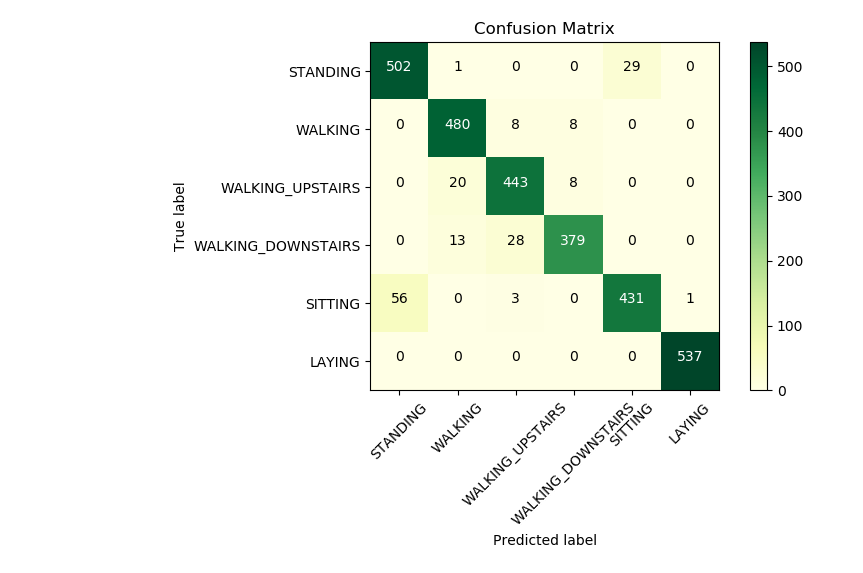 Confusion Matrix
True label
STANDING 502 1 0 0 29 0
WALKING 0 480 8 8 0 0
WALKING_UPSTAIRS 0 20 443 8 0 0
WALKING_DOWNSTAIRS 0 13 28 379 0 0
SITTING 56 0 3 0 431 1
LAYING 0 0 0 0 0 537
STANDING WALKING WALKING_UPSTAIRS WALKING_DOWNSTAIRS SITTING LAYING
Predicted label
500
400
300
200
100
0